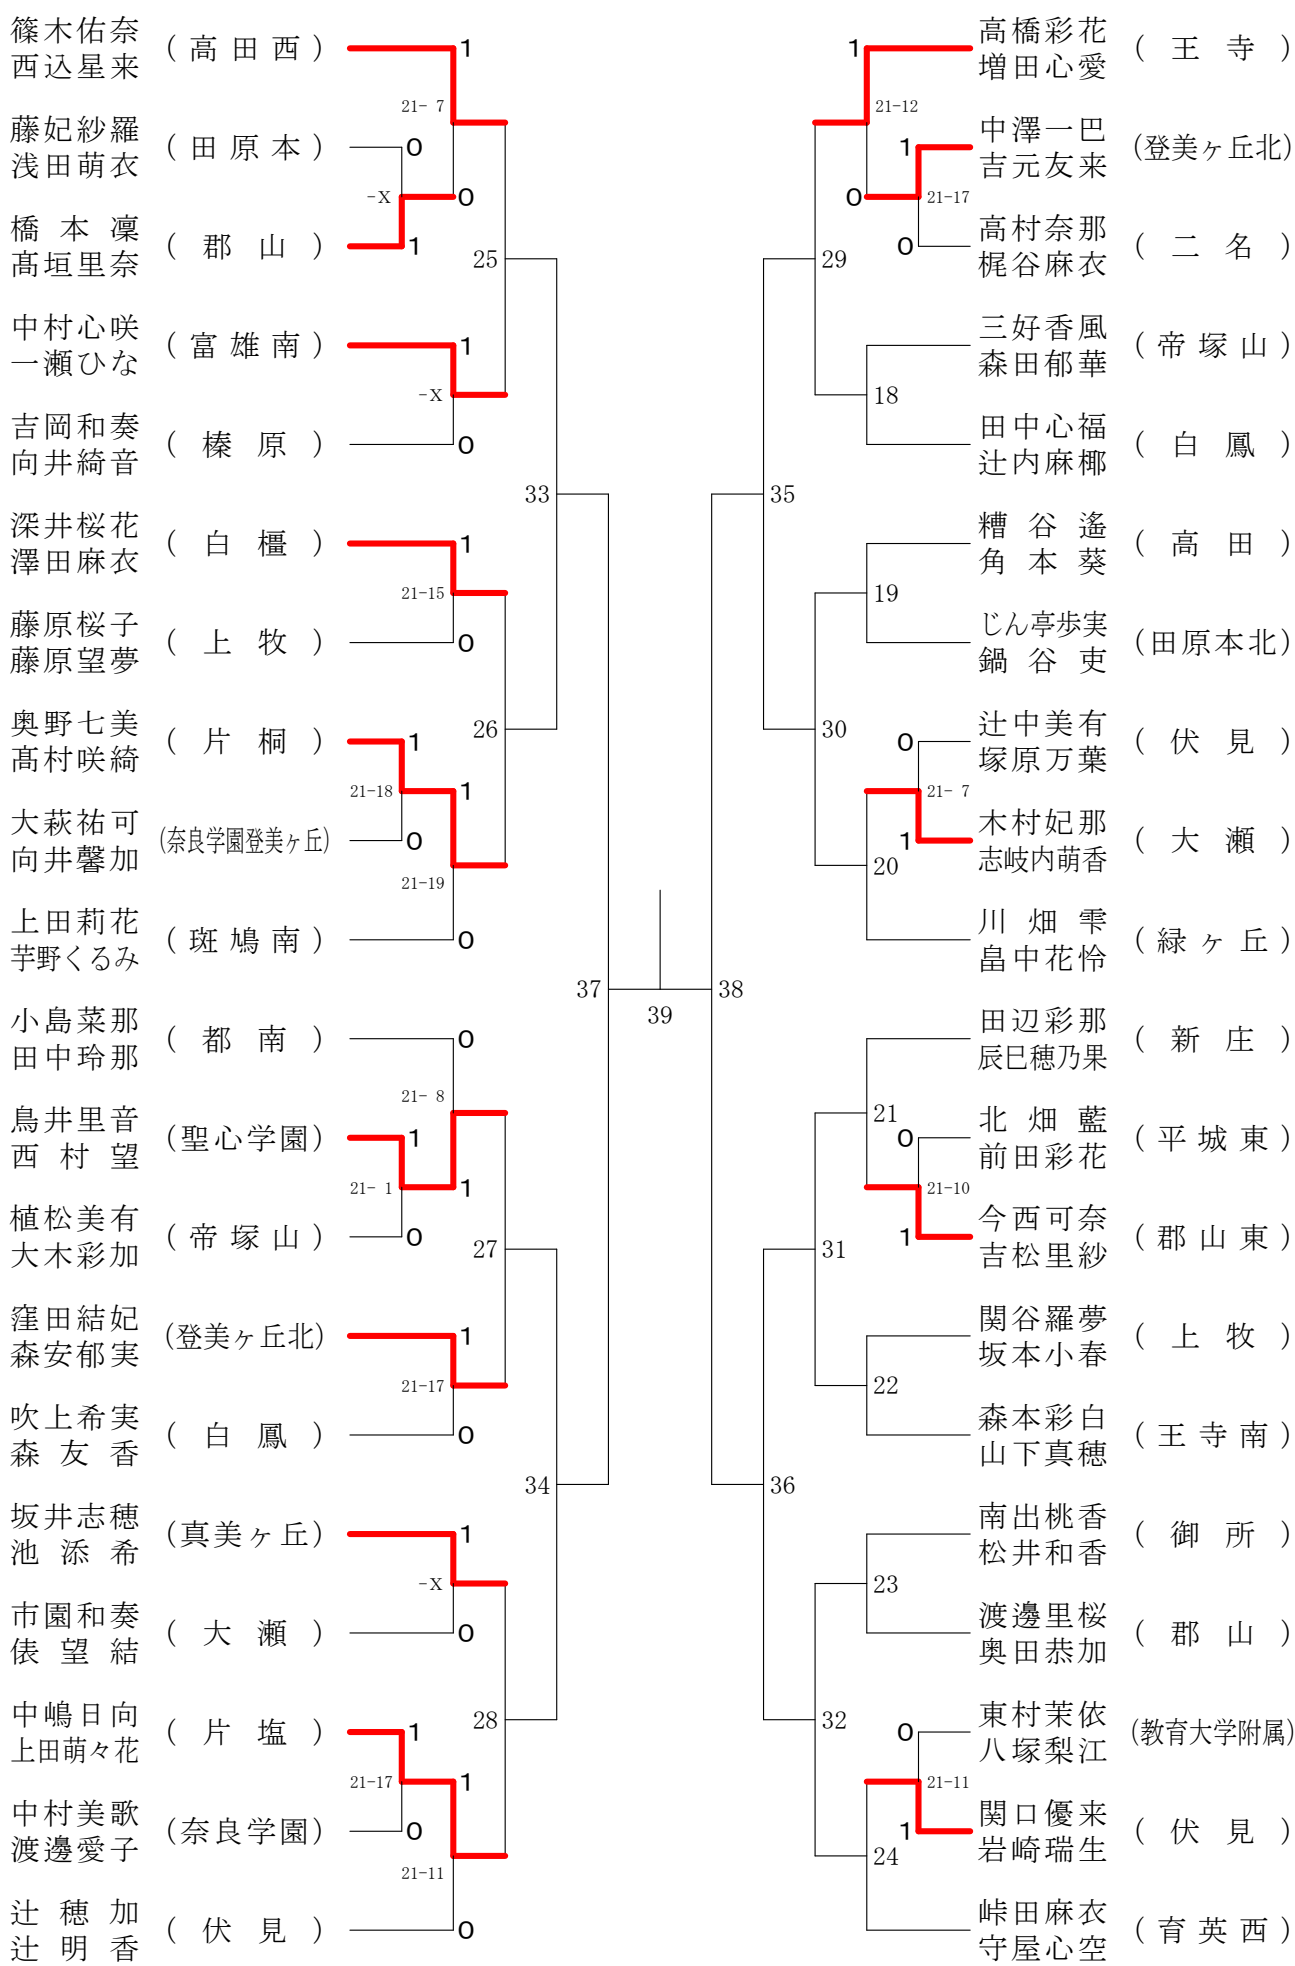 篠木佑奈
西込星来
(高田西)
1
21- 7
藤妃紗羅
浅田萌衣
(田原本)
0
-X
0
橋本凜
髙垣里奈
(郡山)
1
25
中村心咲
一瀬ひな
(富雄南)
1
-X
吉岡和奏
向井綺音
(榛原)
0
33
深井桜花
澤田麻衣
(白橿)
1
21-15
藤原桜子
藤原望夢
(上牧)
0
26
奥野七美
髙村咲綺
(片桐)
1
21-18
1
大萩祐可
向井馨加
(奈良学園登美ヶ丘)
0
21-19
上田莉花
芋野くるみ
(斑鳩南)
0
37
小島菜那
田中玲那
(都南)
0
21- 8
鳥井里音
西村望
(聖心学園)
1
21- 1
1
植松美有
大木彩加
(帝塚山)
0
27
窪田結妃
森安郁実
(登美ヶ丘北)
1
21-17
吹上希実
森友香
(白鳳)
0
34
坂井志穂
池添希
(真美ヶ丘)
1
-X
市園和奏
俵望結
(大瀬)
0
28
中嶋日向
上田萌々花
(片塩)
1
21-17
1
中村美歌
渡邊愛子
(奈良学園)
0
21-11
辻穂加
辻明香
(伏見)
0
39
高橋彩花
増田心愛
(王寺)
1
21-12
中澤一巴
吉元友来
(登美ヶ丘北)
1
0
21-17
高村奈那
梶谷麻衣
(二名)
0
29
三好香風
森田郁華
(帝塚山)
18
田中心福
辻内麻椰
(白鳳)
35
糟谷遙
角本葵
(高田)
19
じん亭歩実
鍋谷吏
(田原本北)
30
辻中美有
塚原万葉
(伏見)
0
21- 7
木村妃那
志岐内萌香
(大瀬)
1
20
川畑雫
畠中花怜
(緑ヶ丘)
38
田辺彩那
辰巳穂乃果
(新庄)
21
北畑藍
前田彩花
(平城東)
0
21-10
今西可奈
吉松里紗
(郡山東)
1
31
関谷羅夢
坂本小春
(上牧)
22
森本彩白
山下真穂
(王寺南)
36
南出桃香
松井和香
(御所)
23
渡邊里桜
奥田恭加
(郡山)
32
東村茉依
八塚梨江
(教育大学附属)
0
21-11
関口優来
岩崎瑞生
(伏見)
1
24
峠田麻衣
守屋心空
(育英西)